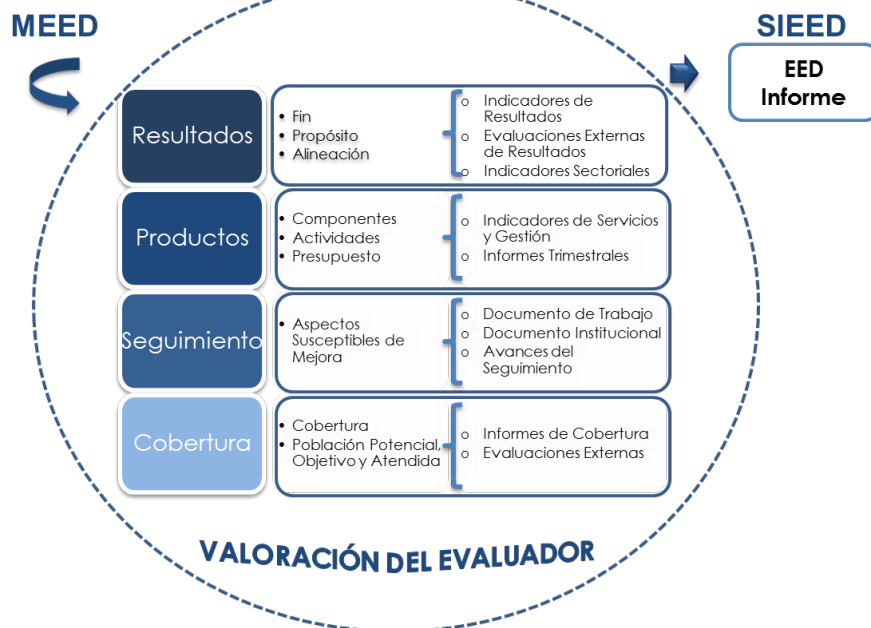 MEED
SIEED
EED
Informe
Resultados
• Fin
• Propósito
• Alineación
o Indicadores de
Resultados
o Evaluaciones Externas
de Resultados
o Indicadores Sectoriales
Productos
• Componentes
• Actividades
• Presupuesto
o Indicadores de Servicios
y Gestión
o Informes Trimestrales
Seguimiento
• Aspectos
Susceptibles de
Mejora
o Documento de Trabajo
o Documento Institucional
o Avances del
Seguimiento
Cobertura
• Cobertura
• Población Potencial,
Objetivo y Atendida
o Informes de Cobertura
o Evaluaciones Externas
VALORACIÓN DEL EVALUADOR